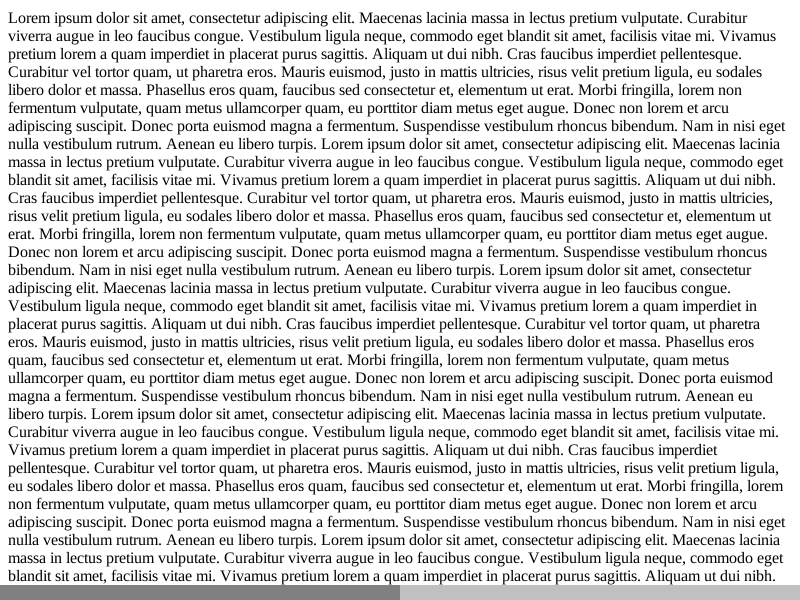 Lorem ipsum dolor sit amet, consectetur adipiscing elit. Maecenas lacinia massa in lectus pretium vulputate. Curabitur
viverra augue in leo faucibus congue. Vestibulum ligula neque, commodo eget blandit sit amet, facilisis vitae mi. Vivamus
pretium lorem a quam imperdiet in placerat purus sagittis. Aliquam ut dui nibh. Cras faucibus imperdiet pellentesque.
Curabitur vel tortor quam, ut pharetra eros. Mauris euismod, justo in mattis ultricies, risus velit pretium ligula, eu sodales
libero dolor et massa. Phasellus eros quam, faucibus sed consectetur et, elementum ut erat. Morbi fringilla, lorem non
fermentum vulputate, quam metus ullamcorper quam, eu porttitor diam metus eget augue. Donec non lorem et arcu
adipiscing suscipit. Donec porta euismod magna a fermentum. Suspendisse vestibulum rhoncus bibendum. Nam in nisi eget
nulla vestibulum rutrum. Aenean eu libero turpis. Lorem ipsum dolor sit amet, consectetur adipiscing elit. Maecenas lacinia
massa in lectus pretium vulputate. Curabitur viverra augue in leo faucibus congue. Vestibulum ligula neque, commodo eget
blandit sit amet, facilisis vitae mi. Vivamus pretium lorem a quam imperdiet in placerat purus sagittis. Aliquam ut dui nibh.
Cras faucibus imperdiet pellentesque. Curabitur vel tortor quam, ut pharetra eros. Mauris euismod, justo in mattis ultricies,
risus velit pretium ligula, eu sodales libero dolor et massa. Phasellus eros quam, faucibus sed consectetur et, elementum ut
erat. Morbi fringilla, lorem non fermentum vulputate, quam metus ullamcorper quam, eu porttitor diam metus eget augue.
Donec non lorem et arcu adipiscing suscipit. Donec porta euismod magna a fermentum. Suspendisse vestibulum rhoncus
bibendum. Nam in nisi eget nulla vestibulum rutrum. Aenean eu libero turpis. Lorem ipsum dolor sit amet, consectetur
adipiscing elit. Maecenas lacinia massa in lectus pretium vulputate. Curabitur viverra augue in leo faucibus congue.
Vestibulum ligula neque, commodo eget blandit sit amet, facilisis vitae mi. Vivamus pretium lorem a quam imperdiet in
placerat purus sagittis. Aliquam ut dui nibh. Cras faucibus imperdiet pellentesque. Curabitur vel tortor quam, ut pharetra
eros. Mauris euismod, justo in mattis ultricies, risus velit pretium ligula, eu sodales libero dolor et massa. Phasellus eros
quam, faucibus sed consectetur et, elementum ut erat. Morbi fringilla, lorem non fermentum vulputate, quam metus
ullamcorper quam, eu porttitor diam metus eget augue. Donec non lorem et arcu adipiscing suscipit. Donec porta euismod
magna a fermentum. Suspendisse vestibulum rhoncus bibendum. Nam in nisi eget nulla vestibulum rutrum. Aenean eu
libero turpis. Lorem ipsum dolor sit amet, consectetur adipiscing elit. Maecenas lacinia massa in lectus pretium vulputate.
Curabitur viverra augue in leo faucibus congue. Vestibulum ligula neque, commodo eget blandit sit amet, facilisis vitae mi.
Vivamus pretium lorem a quam imperdiet in placerat purus sagittis. Aliquam ut dui nibh. Cras faucibus imperdiet
pellentesque. Curabitur vel tortor quam, ut pharetra eros. Mauris euismod, justo in mattis ultricies, risus velit pretium ligula,
eu sodales libero dolor et massa. Phasellus eros quam, faucibus sed consectetur et, elementum ut erat. Morbi fringilla, lorem
non fermentum vulputate, quam metus ullamcorper quam, eu porttitor diam metus eget augue. Donec non lorem et arcu
adipiscing suscipit. Donec porta euismod magna a fermentum. Suspendisse vestibulum rhoncus bibendum. Nam in nisi eget
nulla vestibulum rutrum. Aenean eu libero turpis. Lorem ipsum dolor sit amet, consectetur adipiscing elit. Maecenas lacinia
massa in lectus pretium vulputate. Curabitur viverra augue in leo faucibus congue. Vestibulum ligula neque, commodo eget
blandit sit amet, facilisis vitae mi. Vivamus pretium lorem a quam imperdiet in placerat purus sagittis. Aliquam ut dui nibh.